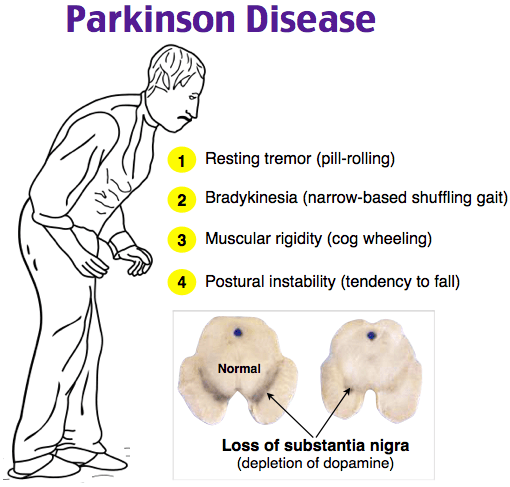 Parkinson Disease
1 Resting tremor (pill-rolling)
2 Bradykinesia (narrow-based shuffling gait)
3 Muscular rigidity (cog wheeling)
4 Postural instability (tendency to fall)
Normal
Loss of substantia nigra
(depletion of dopamine)